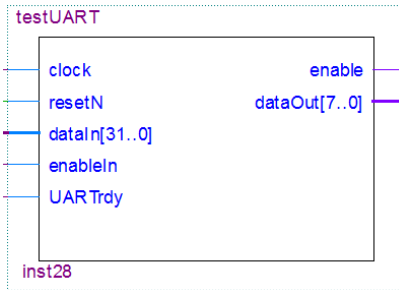 testUART
clock
enable
resetN
dataOut[7..0]
dataIn[31..0]
enableIn
UARTrdy
inst28